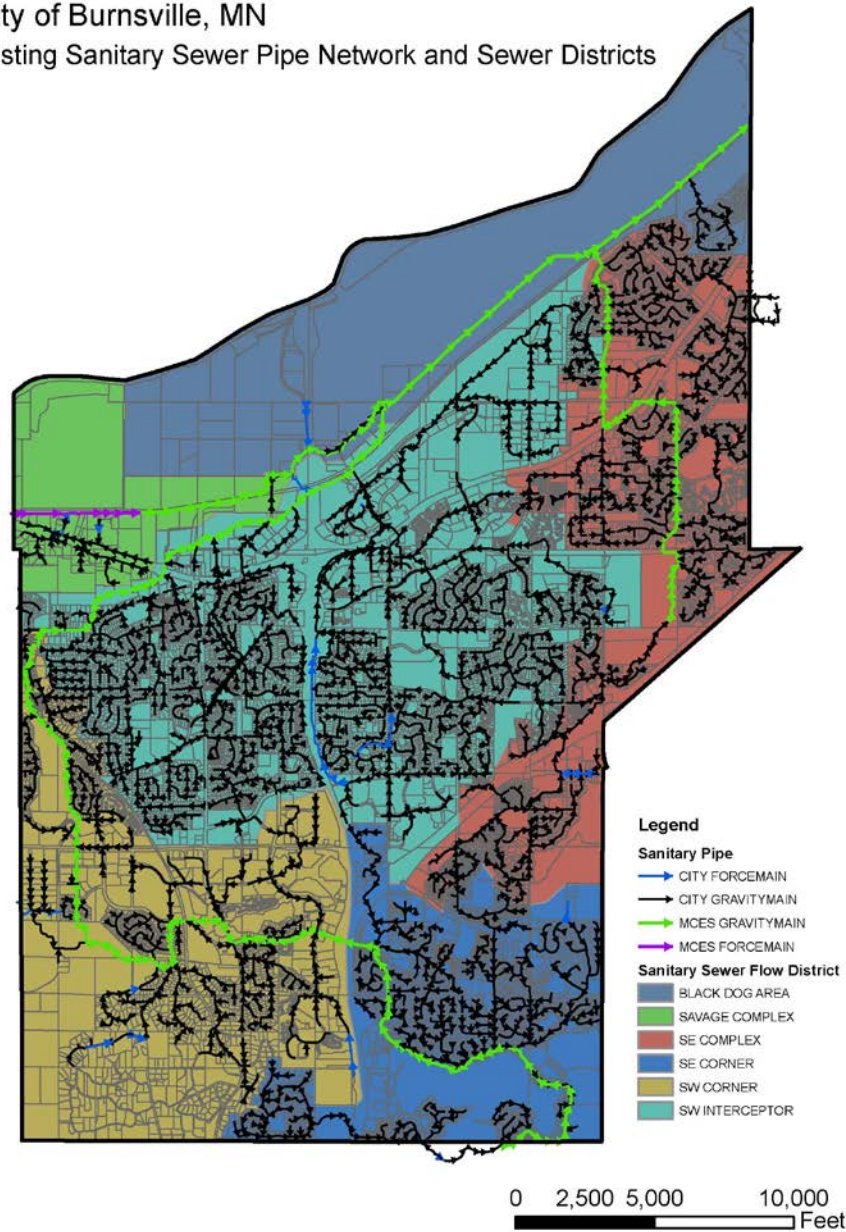 ty of Burnsville, MN
sting Sanitary Sewer Pipe Network and Sewer Districts
Legend
Sanitary Pipe
CITY FORCEMAIN
CITY GRAVITYMAIN
MCES GRAVITYMAIN
MCES FORCEMAIN
Sanitary Sewer Flow District
BLACK DOG AREA
SAVAGE COMPLEX
SE COMPLEX
SE CORNER
SW CORNER
SW INTERCEPTOR
0 2,500 5,000 10,000
Feet